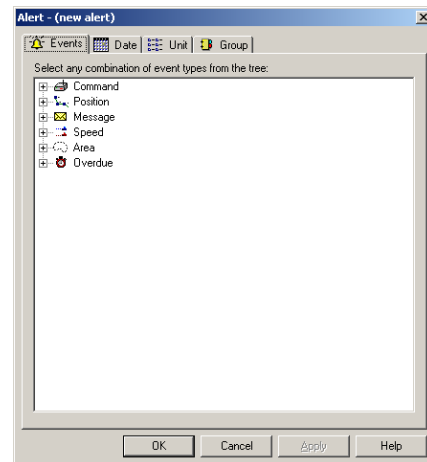 Alert - (new alert)
Events Date Unit Group
Select any combination of event types from the tree:
Command
Position
Message
Speed
Area
Overdue
OK Cancel Apply Help